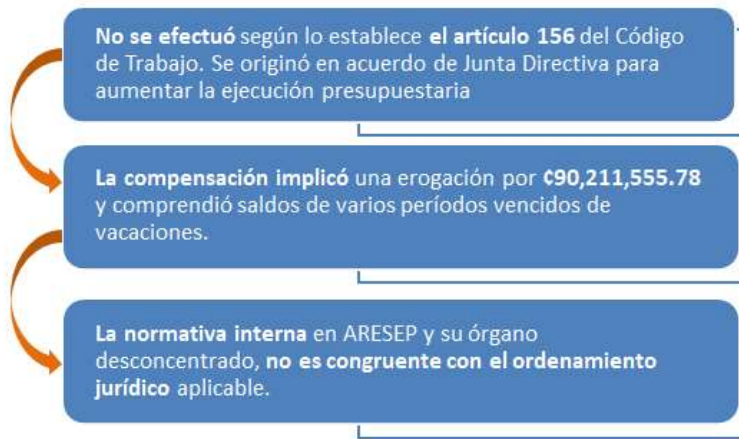 No se efectuó según lo establece el artículo 156 del Código
de Trabajo. Se originó en acuerdo de Junta Directiva para
aumentar la ejecución presupuestaria
La compensación implicó una erogación por ¢90,211,555.78
y comprendió saldos de varios períodos vencidos de
vacaciones.
La normativa interna en ARESEP y su órgano
desconcentrado, no es congruente con el ordenamiento
jurídico aplicable.